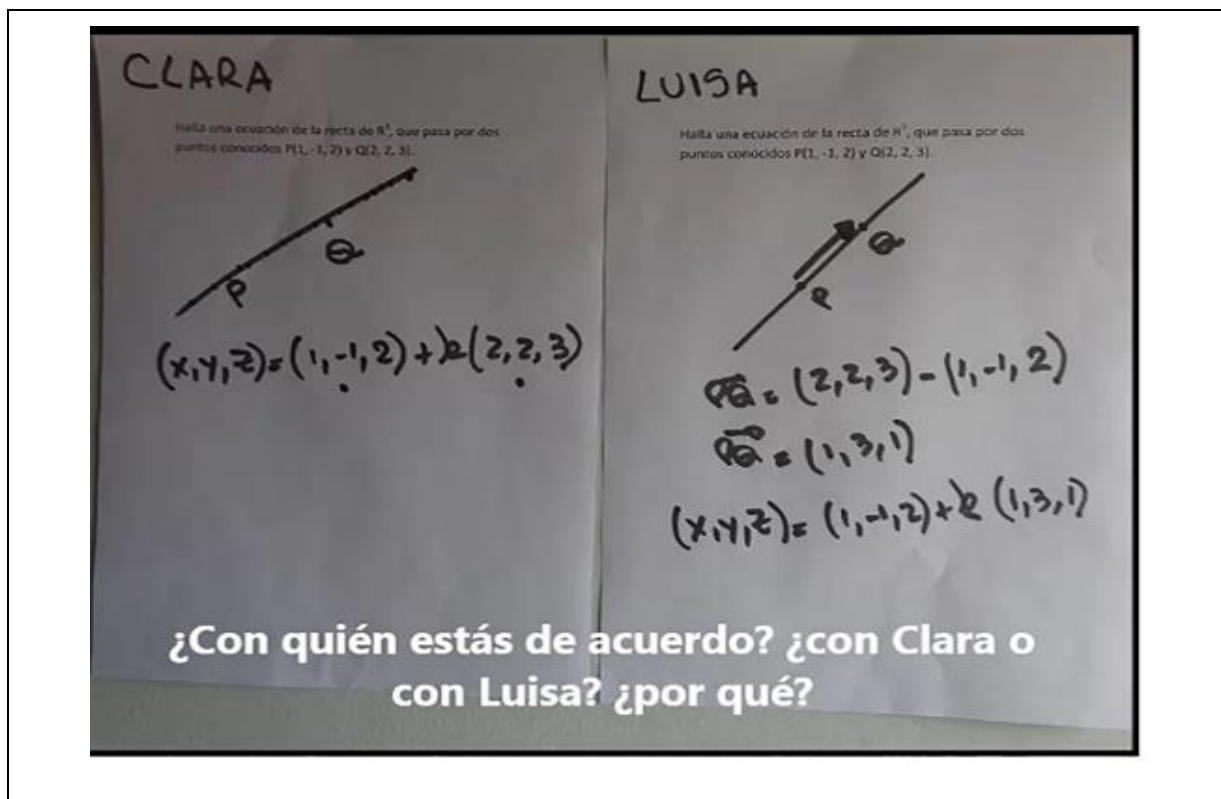 CLARA
Halla una ecuación de la recta de R³, que pasa por dos
puntos conocidos P(1, -1, 2) y Q(2, 2, 3).
P
Q
(x,y,z)=(1,-1,2)+k(2,2,3)
LUISA
Halla una ecuación de la recta de R³, que pasa por dos
puntos conocidos P(1, -1, 2) y Q(2, 2, 3).
Q
P
PQ = (2,2,3)-(1,-1,2)
PQ = (1,3,1)
(x,y,z)=(1,-1,2)+k(1,3,1)
¿Con quién estás de acuerdo? ¿con Clara o
con Luisa? ¿por qué?